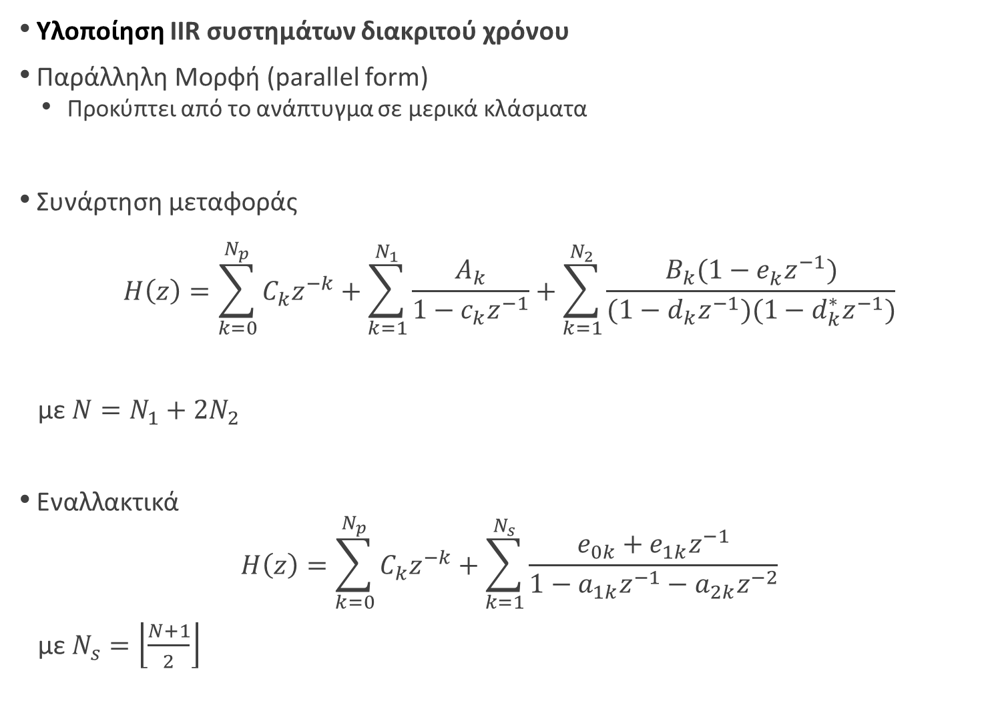 • Υλοποίηση IIR συστημάτων διακριτού χρόνου
• Παράλληλη Μορφή (parallel form)
• Προκύπτει από το ανάπτυγμα σε μερικά κλάσματα
• Συνάρτηση μεταφοράς
$H(z) = \sum_{k=0}^{N_p} C_k z^{-k} + \sum_{k=1}^{N_1} \frac{A_k}{1 - c_k z^{-1}} + \sum_{k=1}^{N_2} \frac{B_k(1 - e_k z^{-1})}{(1 - d_k z^{-1})(1 - d_k^* z^{-1})}$
με $N = N_1 + 2N_2$
• Εναλλακτικά
$H(z) = \sum_{k=0}^{N_p} C_k z^{-k} + \sum_{k=1}^{N_s} \frac{e_{0k} + e_{1k} z^{-1}}{1 - a_{1k} z^{-1} - a_{2k} z^{-2}}$
με $N_s = \left\lfloor \frac{N+1}{2} \right\rfloor$